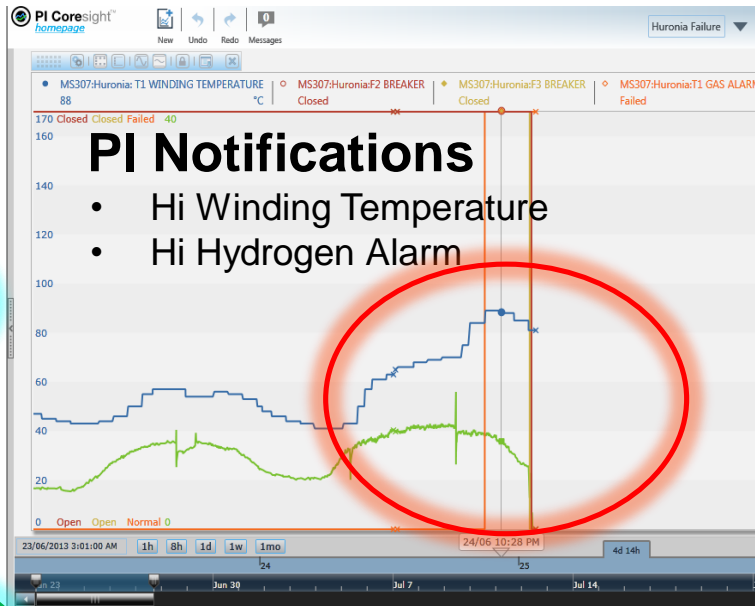 PI Coresight™
homepage
New Undo Redo Messages
Huronia Failure
MS307:Huronia: T1 WINDING TEMPERATURE MS307:Huronia:F2 BREAKER MS307:Huronia:F3 BREAKER MS307:Huronia:T1 GAS ALARM
88 °C Closed Closed Failed
170 Closed Closed Failed 40
160
PI Notifications
140
• Hi Winding Temperature
120
• Hi Hydrogen Alarm
100
80
60
40
20
0 Open Open Normal 0
23/06/2013 3:01:00 AM 1h 8h 1d 1w 1mo 24/06 10:28 PM 4d 14h
24 25
Jun 23 Jun 30 Jul 7 Jul 14